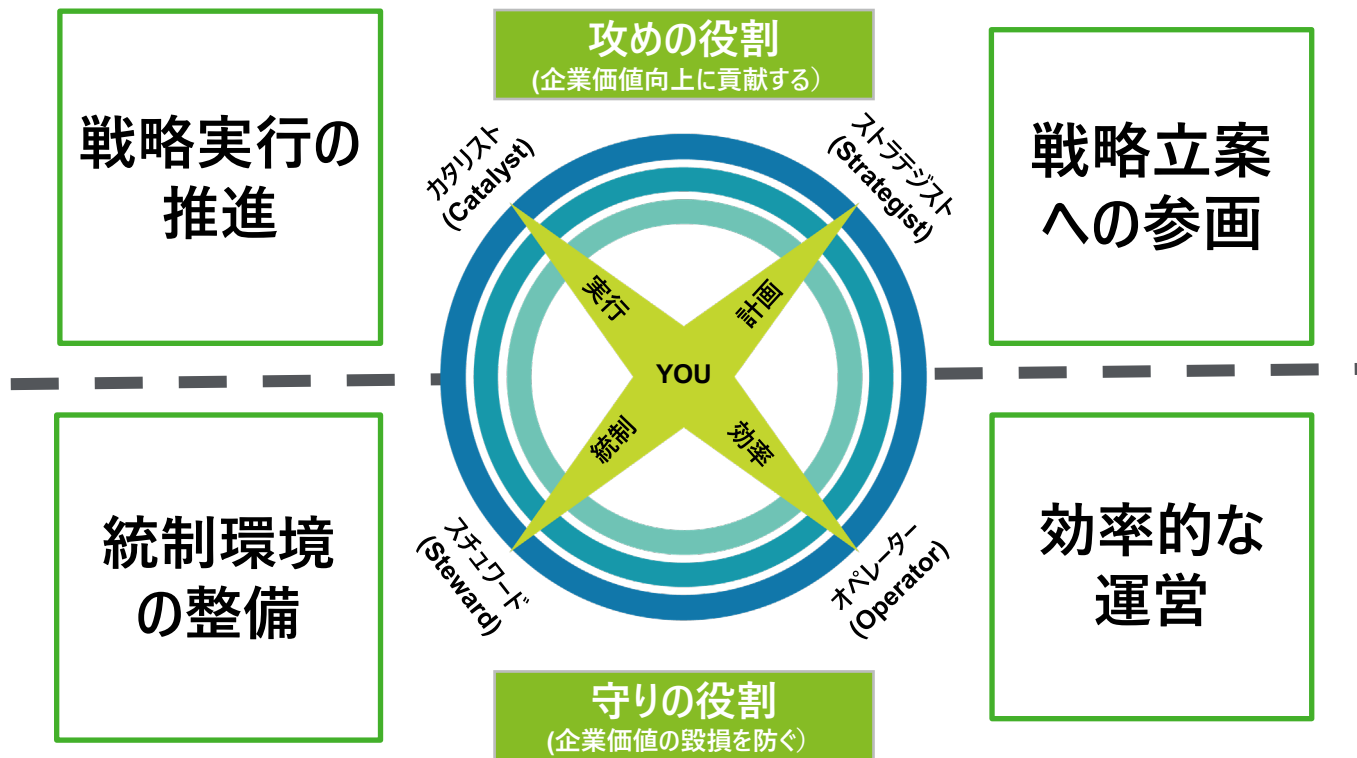 攻めの役割
(企業価値向上に貢献する)
戦略実行の
推進
カタリスト
(Catalyst)
ストラテジスト
(Strategist)
戦略立案
への参画
実行
計画
YOU
統制
効率
統制環境
の整備
スチュワード
(Steward)
オペレーター
(Operator)
効率的な
運営
守りの役割
(企業価値の毀損を防ぐ)